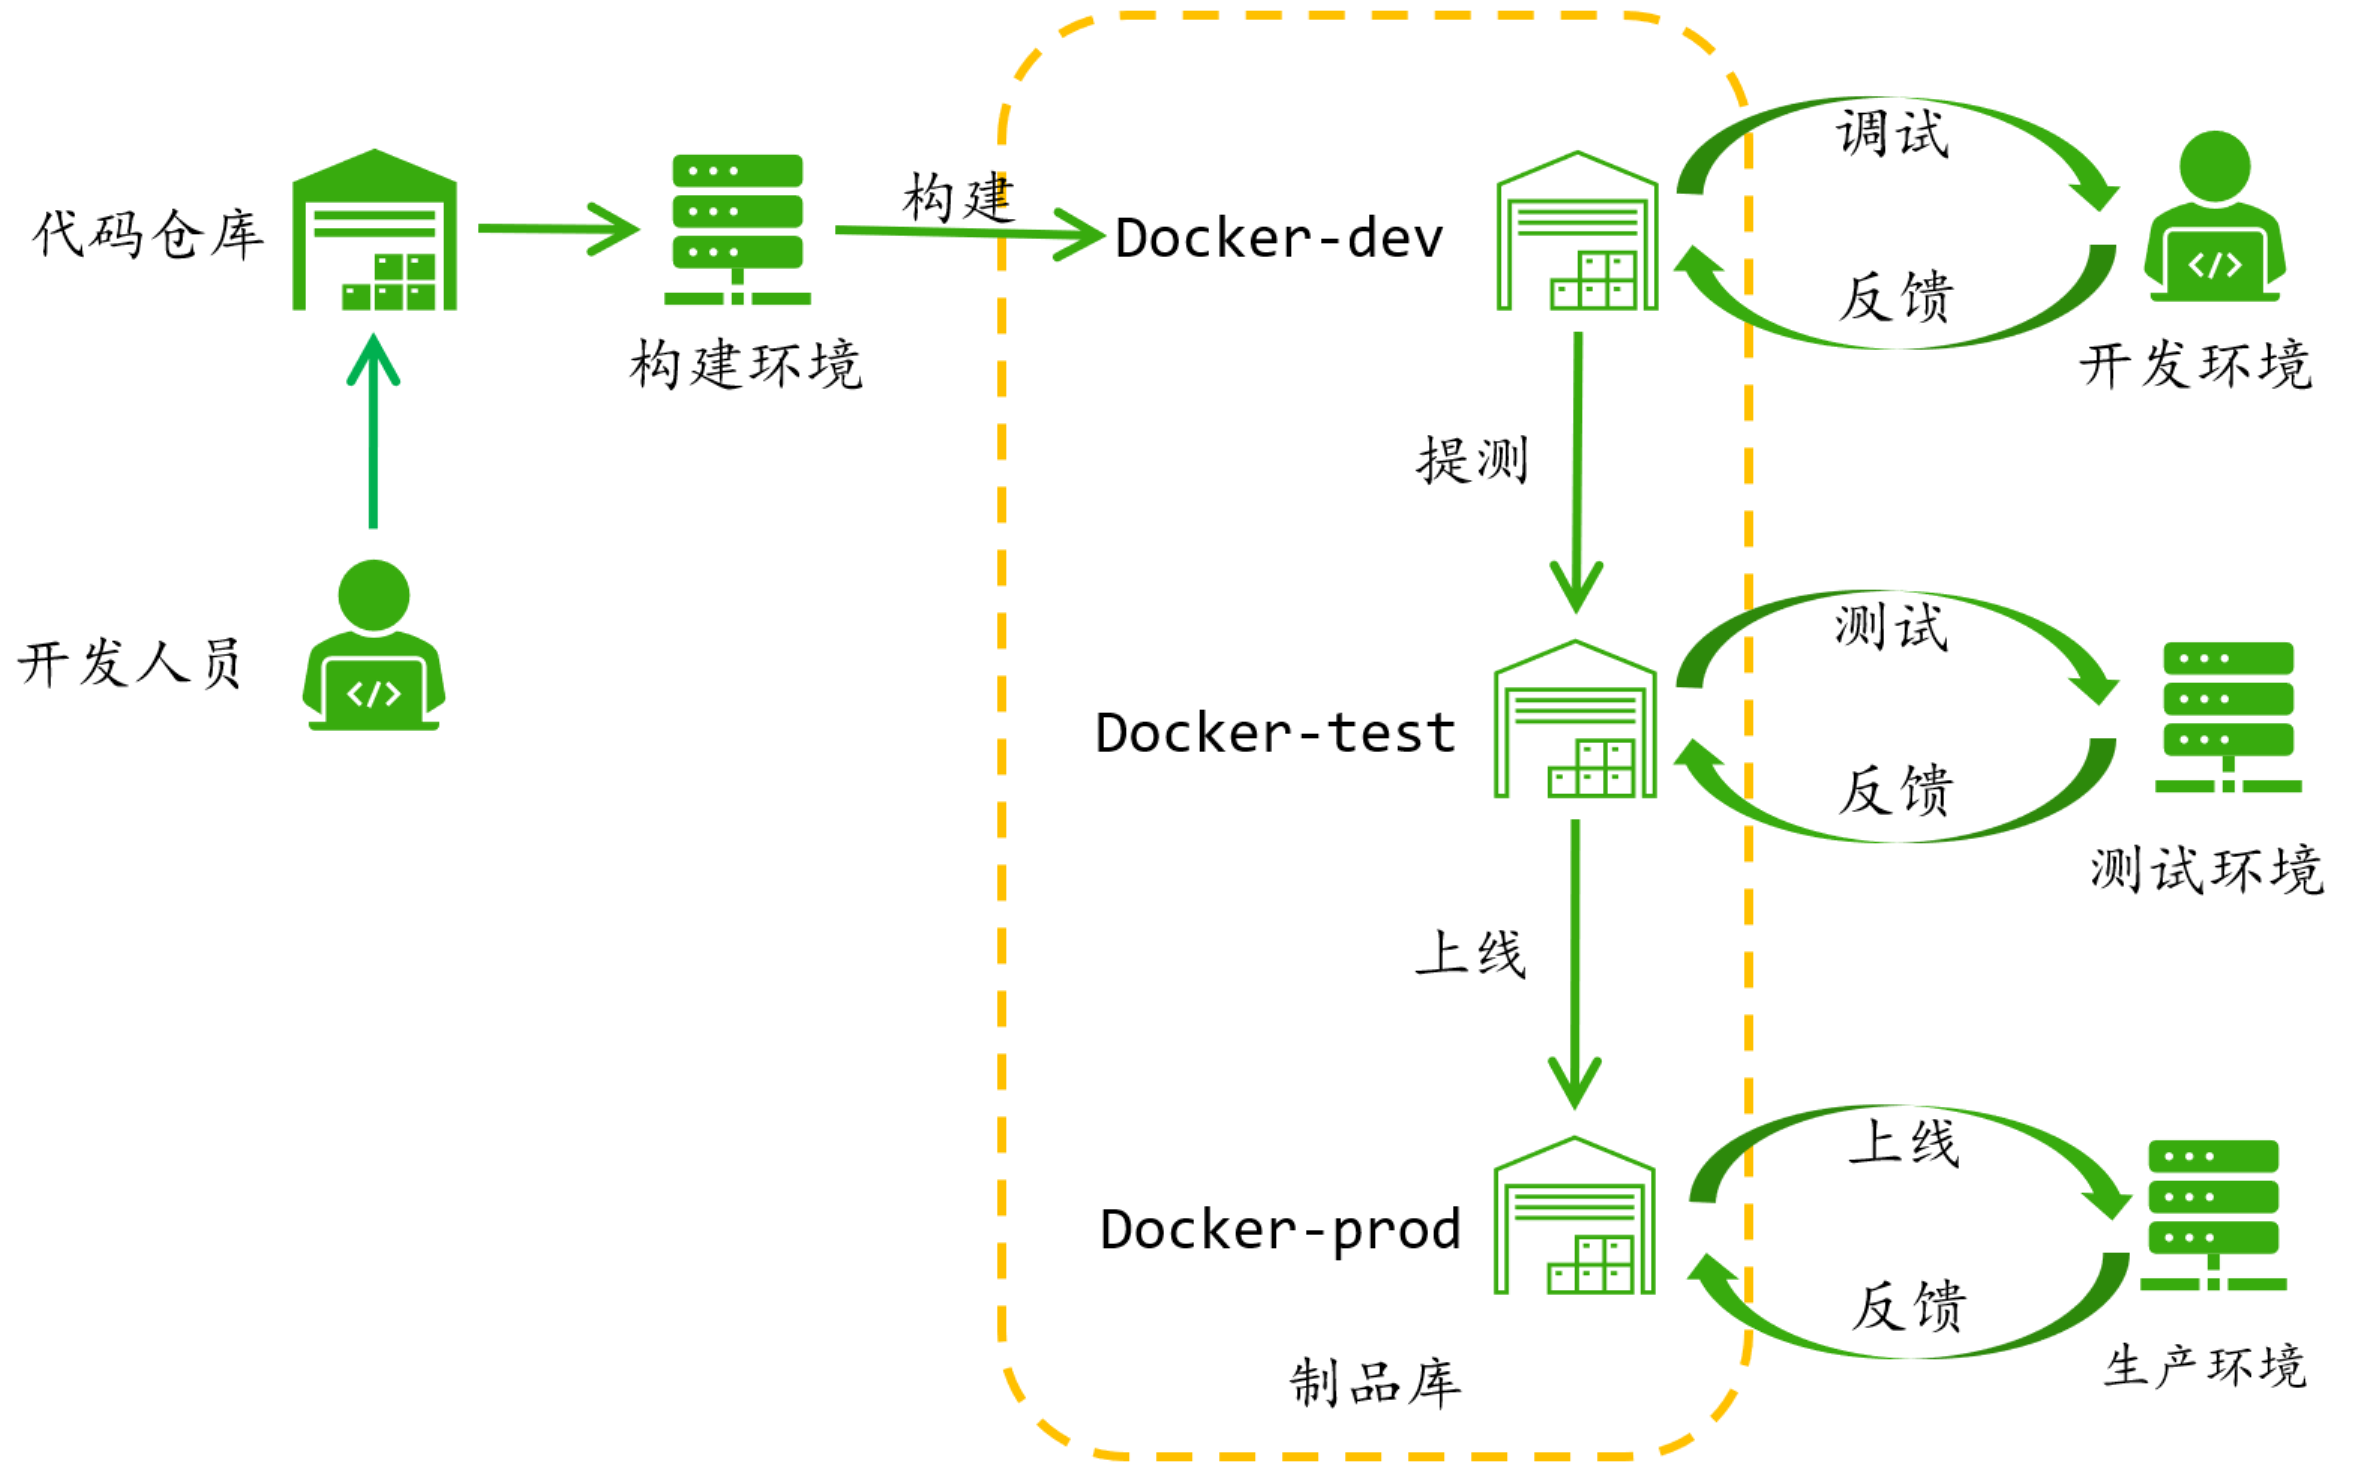 代码仓库
开发人员
构建环境
构建
Docker-dev
调试
反馈
开发环境
提测
Docker-test
测试
反馈
测试环境
上线
Docker-prod
上线
反馈
生产环境
制品库